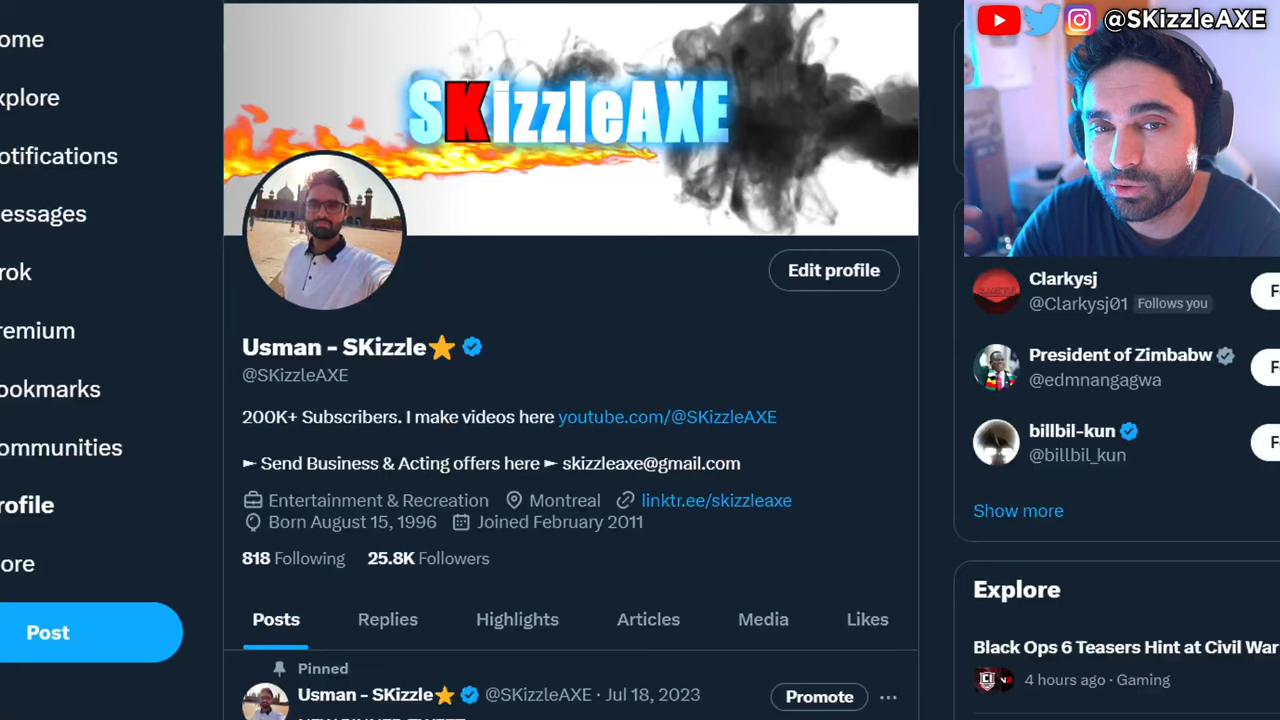 ome
xplore
otifications
essages
rok
remium
ookmarks
ommunities
rofile
ore
Post
SKizzleAXE
Edit profile
Usman - SKizzle⭐
@SKizzleAXE
200K+ Subscribers. I make videos here youtube.com/@SKizzleAXE
► Send Business & Acting offers here ► skizzleaxe@gmail.com
Entertainment & Recreation Montreal linktr.ee/skizzleaxe
Born August 15, 1996 Joined February 2011
818 Following 25.8K Followers
Posts Replies Highlights Articles Media Likes
Pinned
Usman - SKizzle⭐ @SKizzleAXE · Jul 18, 2023
Promote
@SKizzleAXE
Clarkysj
@Clarkysj01 Follows you
President of Zimbabw
@edmnangagwa
billbil-kun
@billbil_kun
Show more
Explore
Black Ops 6 Teasers Hint at Civil War
4 hours ago · Gaming